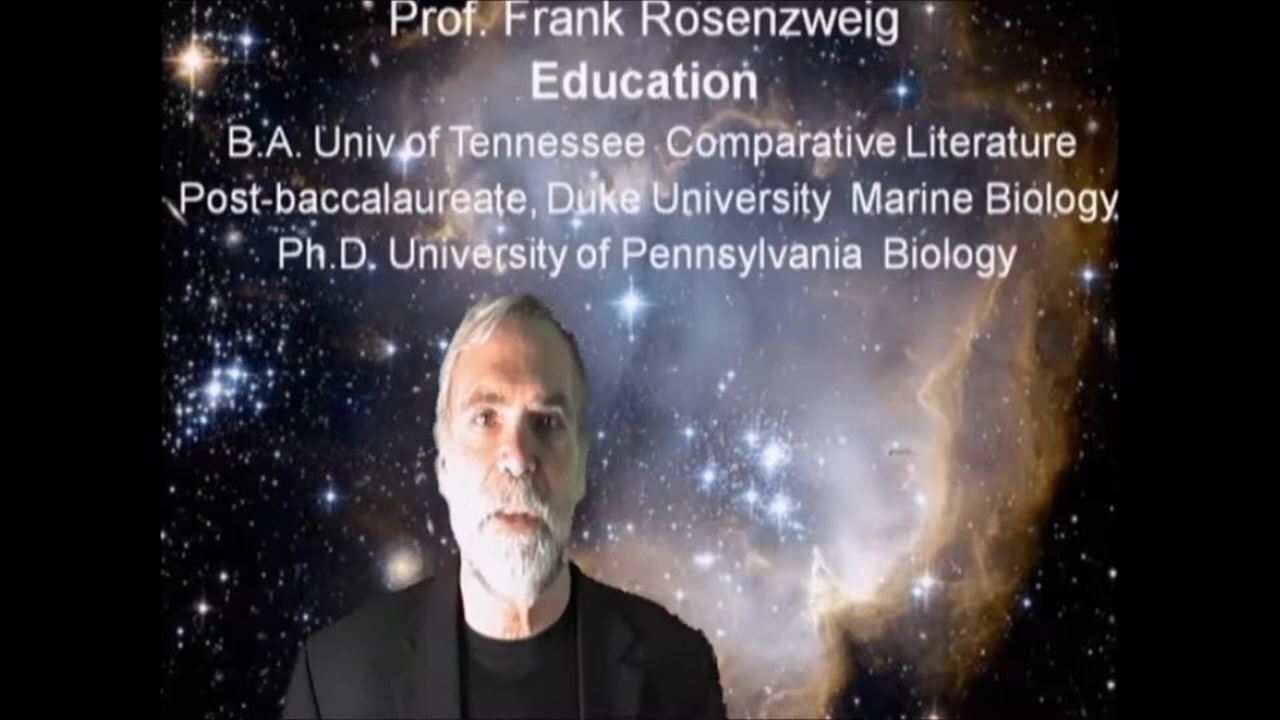 Prof. Frank Rosenzweig
Education
B.A. Univ of Tennessee Comparative Literature
Post-baccalaureate, Duke University Marine Biology,
Ph.D. University of Pennsylvania Biology